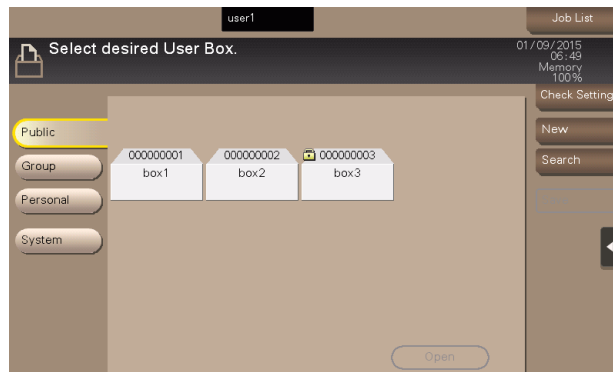 user1
Job List
Select desired User Box.
01/09/2015
06:49
Memory
100%
Check Setting
Public
New
000000001
000000002
000000003
Group
Search
box1
box2
box3
Personal
System
Open